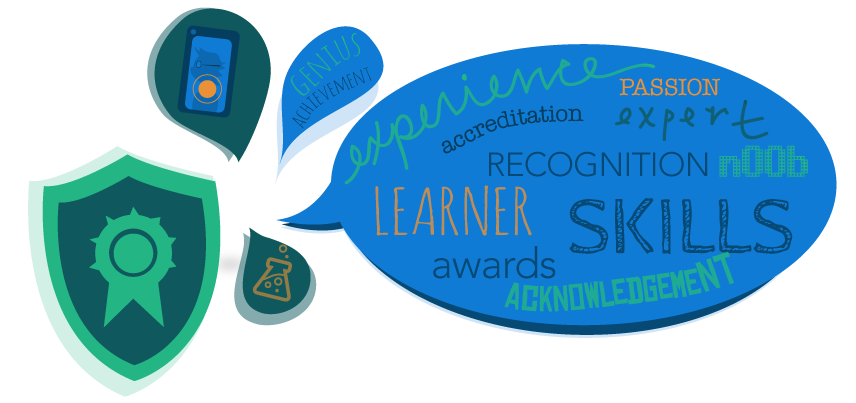 GENIUS
ACHIEVEMENT
experience
accreditation
PASSION
expert
RECOGNITION n00b
LEARNER
SKILLS
awards
ACKNOWLEDGEMENT